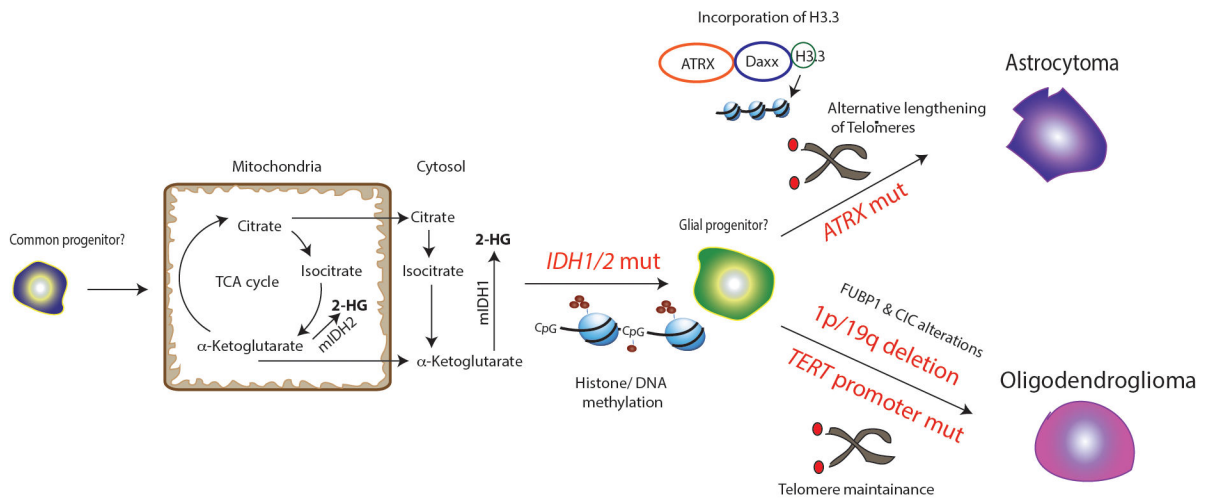 Incorporation of H3.3
ATRX
Daxx
H3.3
Astrocytoma
Alternative lengthening
of Telomeres
ATRX mut
Mitochondria
Cytosol
Common progenitor?
Citrate
Citrate
TCA cycle
Isocitrate
Isocitrate
2-HG
mIDH2
α-Ketoglutarate
α-Ketoglutarate
2-HG
mIDH1
IDH1/2 mut
CpG
CpG
Histone/ DNA
methylation
Glial progenitor?
FUBP1 & CIC alterations
1p/19q deletion
TERT promoter mut
Oligodendroglioma
Telomere maintainance